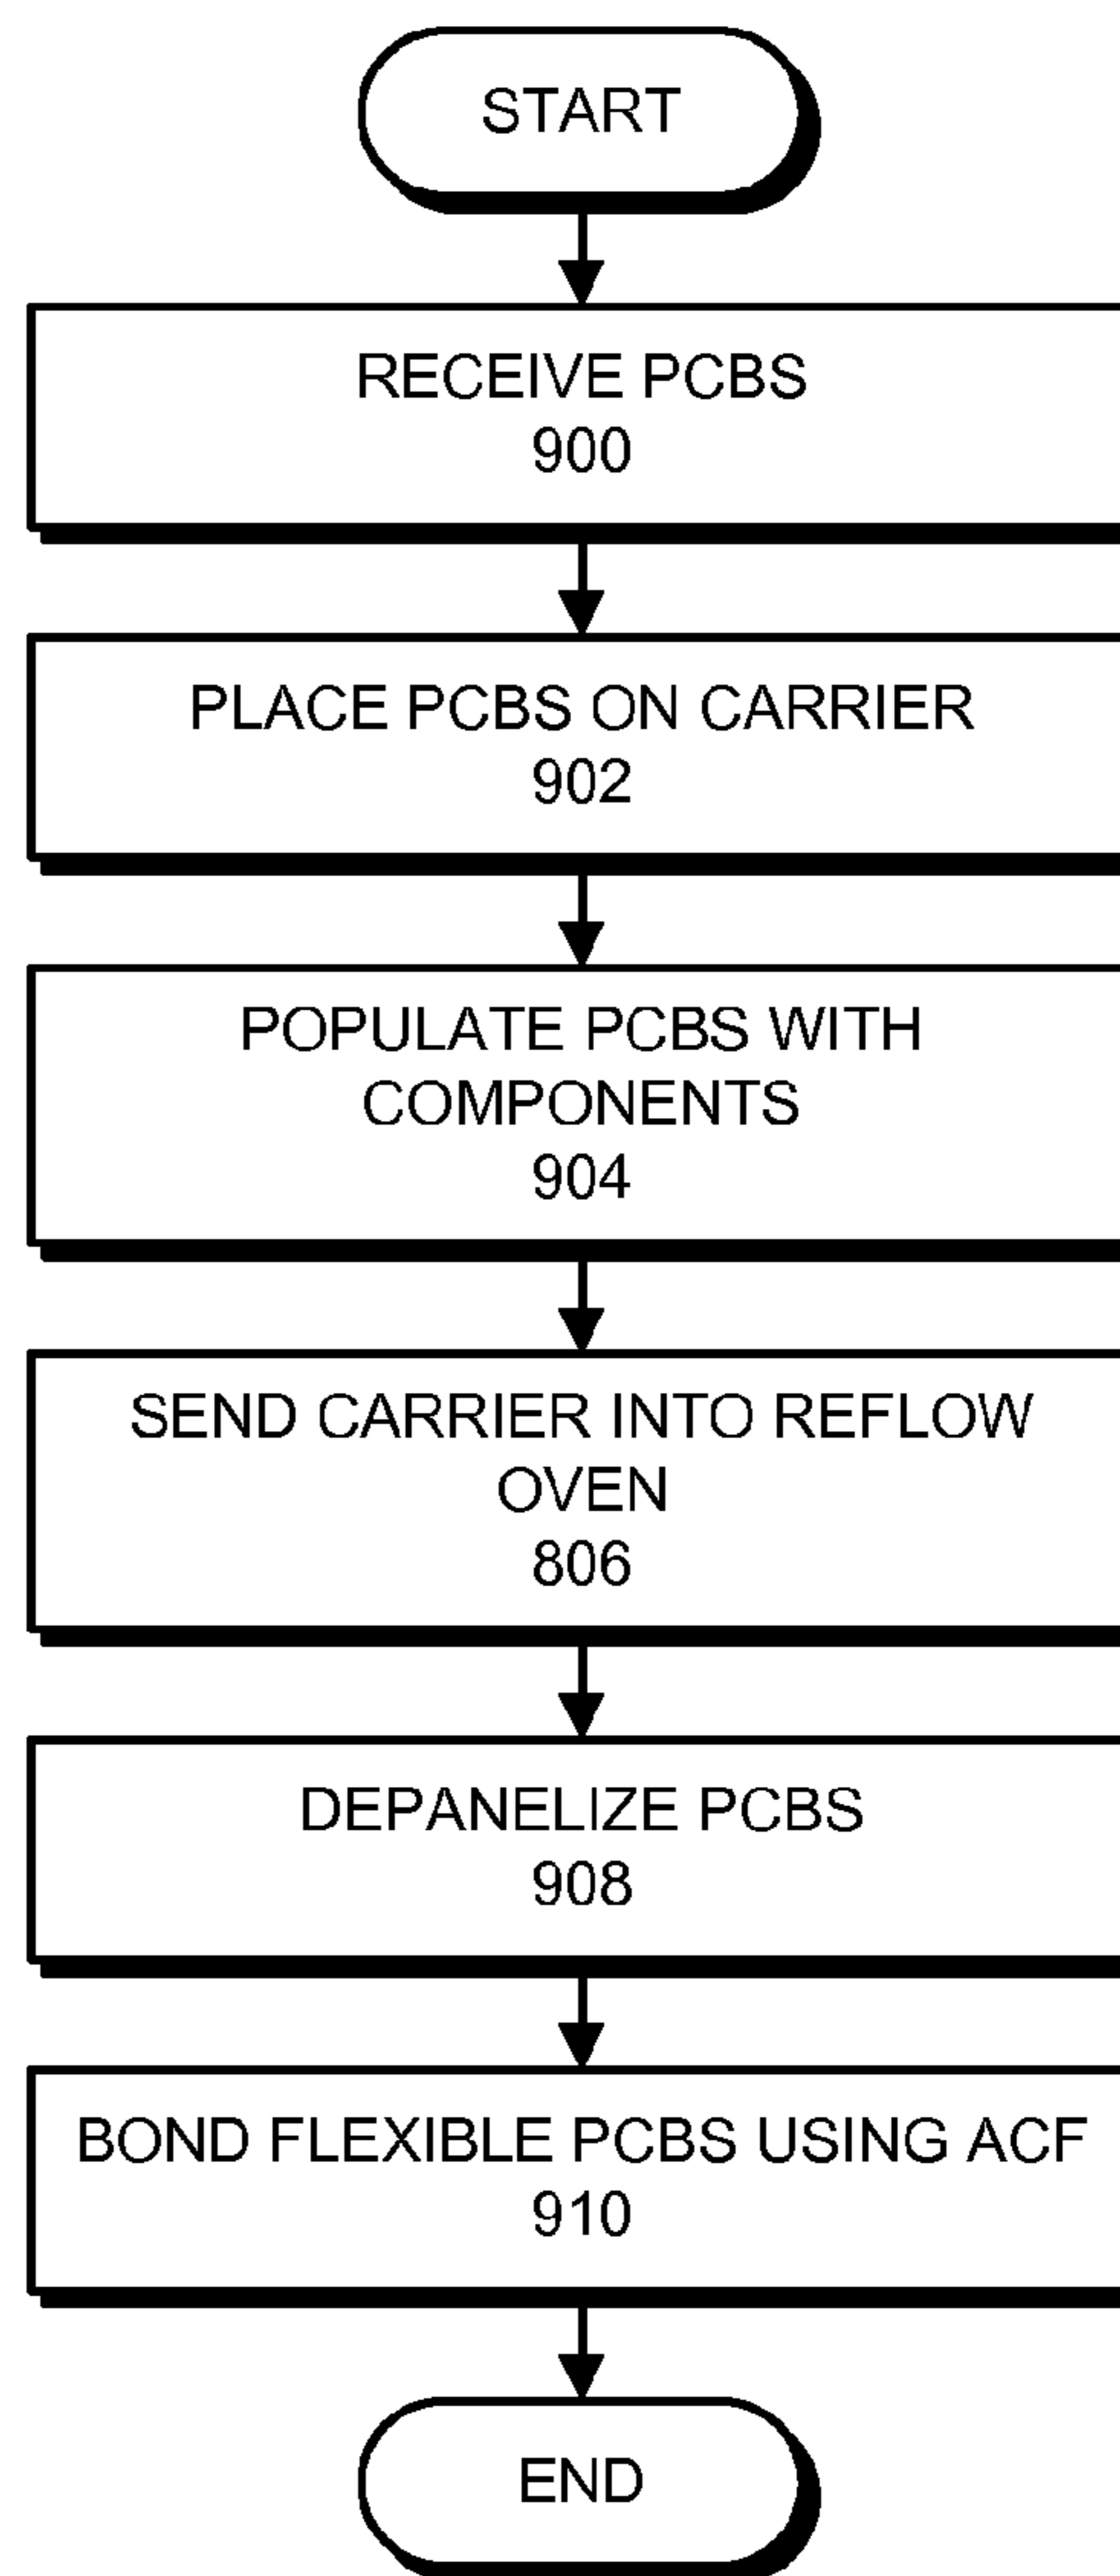 START
RECEIVE PCBS
900
PLACE PCBS ON CARRIER
902
POPULATE PCBS WITH
COMPONENTS
904
SEND CARRIER INTO REFLOW
OVEN
806
DEPANELIZE PCBS
908
BOND FLEXIBLE PCBS USING ACF
910
END